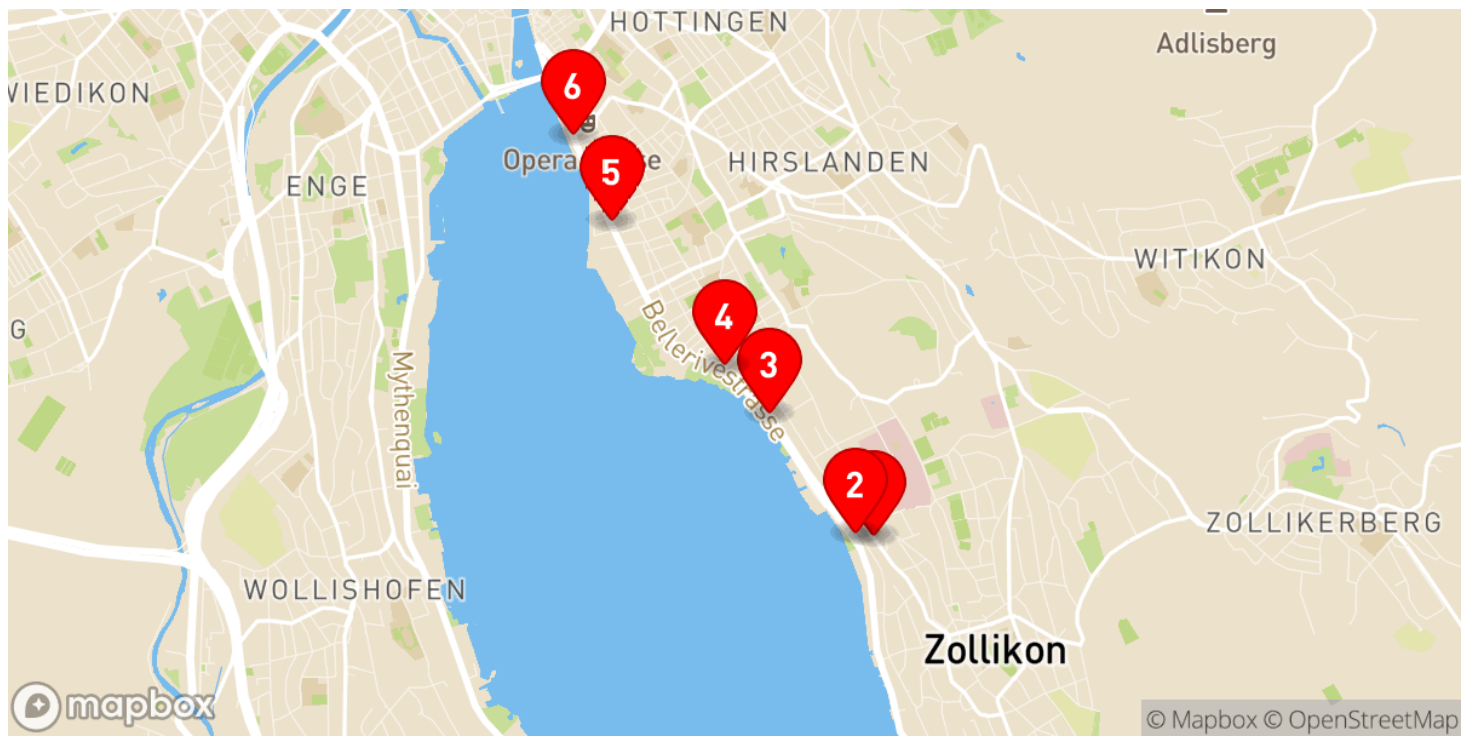 HOTTINGEN
Adlisberg
WIEDIKON
6
Opera
5
HIRSLANDEN
ENGE
WITIKON
4
3
Bellerivestrasse
Mythenquai
2
ZOLLIKERBERG
WOLLISHOFEN
Zollikon
mapbox
© Mapbox © OpenStreetMap